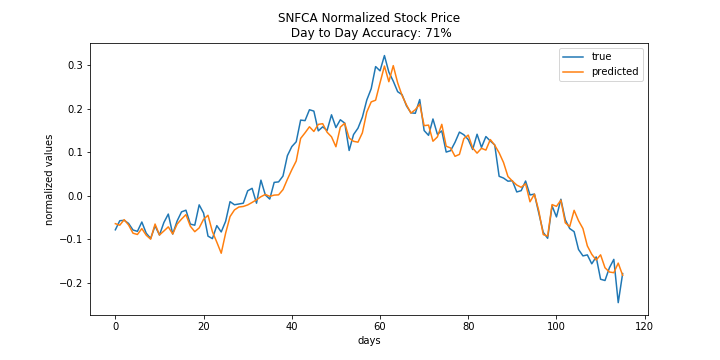 SNFCA Normalized Stock Price
Day to Day Accuracy: 71%
true
predicted
normalized values
0.3
0.2
0.1
0.0
−0.1
−0.2
0
20
40
60
80
100
120
days